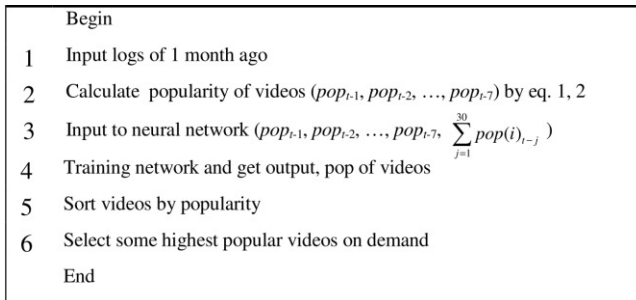 Begin
1 Input logs of 1 month ago
2 Calculate popularity of videos (pop_{t-1}, pop_{t-2}, …, pop_{t-7}) by eq. 1, 2
3 Input to neural network (pop_{t-1}, pop_{t-2}, …, pop_{t-7}, \sum_{j=1}^{30} pop(i)_{t-j} )
4 Training network and get output, pop of videos
5 Sort videos by popularity
6 Select some highest popular videos on demand
End